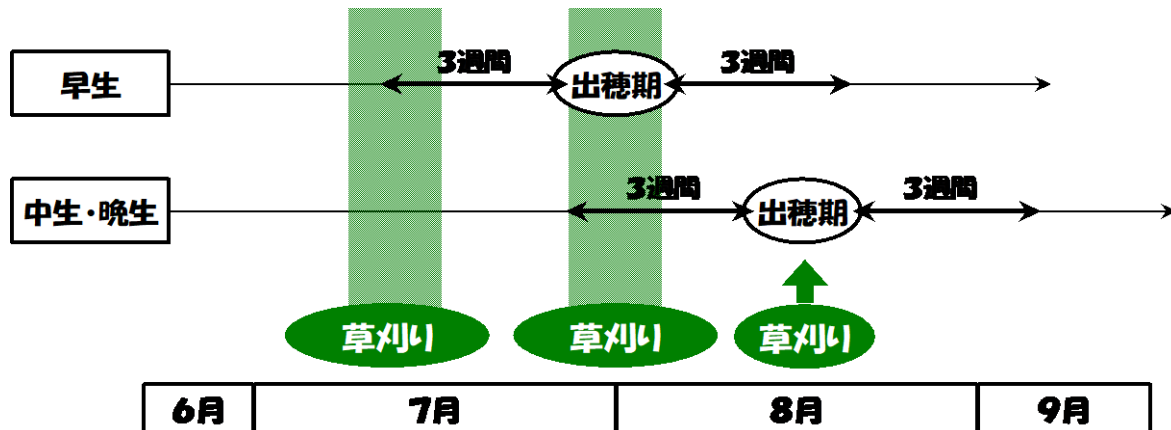 早生
3週間
出穂期
3週間
中生・晩生
3週間
出穂期
3週間
草刈り
草刈り
草刈り
6月
7月
8月
9月